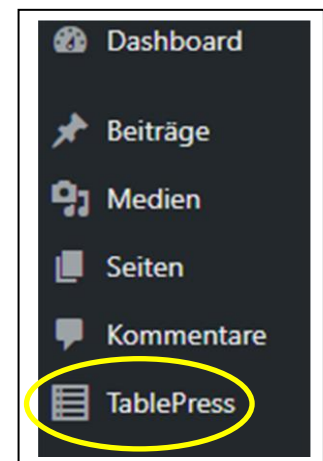 Dashboard
Beiträge
Medien
Seiten
Kommentare
TablePress